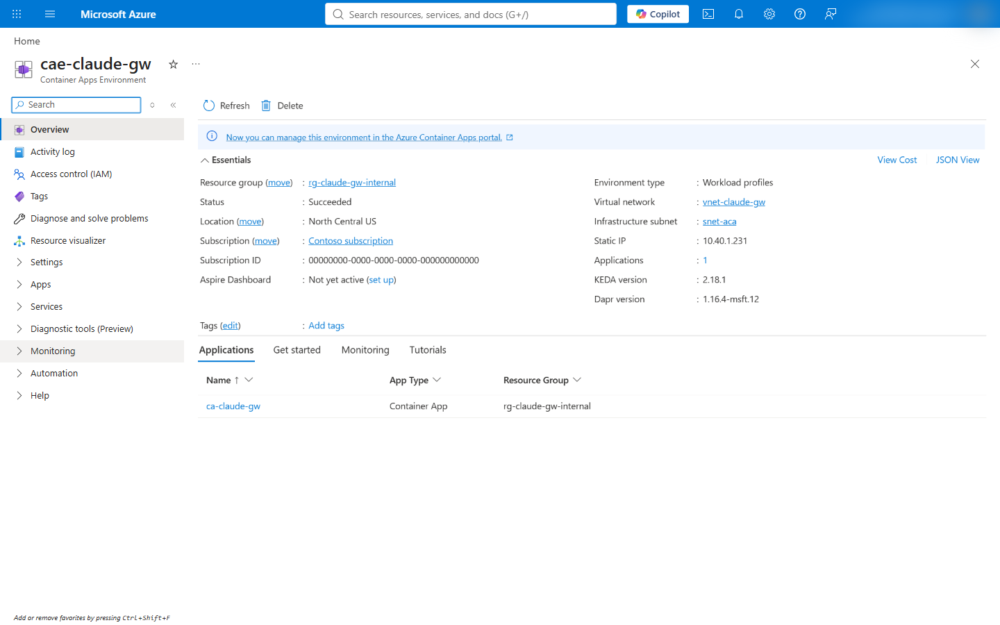 Microsoft Azure
Search resources, services, and docs (G+/)
Copilot
Home
cae-claude-gw
Container Apps Environment
Search
Overview
Activity log
Access control (IAM)
Tags
Diagnose and solve problems
Resource visualizer
Settings
Apps
Services
Diagnostic tools (Preview)
Monitoring
Automation
Help
Add or remove favorites by pressing Ctrl+Shift+F
Refresh
Delete
Now you can manage this environment in the Azure Container Apps portal.
Essentials
View Cost
JSON View
Resource group (move) : rg-claude-gw-internal
Status : Succeeded
Location (move) : North Central US
Subscription (move) : Contoso subscription
Subscription ID : 00000000-0000-0000-0000-000000000000
Aspire Dashboard : Not yet active (set up)
Environment type : Workload profiles
Virtual network : vnet-claude-gw
Infrastructure subnet : snet-aca
Static IP : 10.40.1.231
Applications : 1
KEDA version : 2.18.1
Dapr version : 1.16.4-msft.12
Tags (edit) : Add tags
Applications Get started Monitoring Tutorials
Name ↑ App Type Resource Group
ca-claude-gw Container App rg-claude-gw-internal